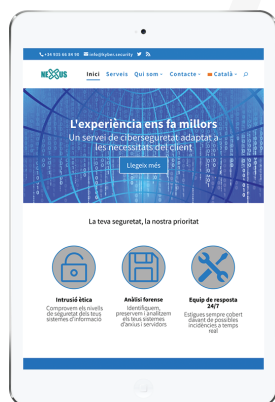 +34 935 66 84 90 info@kyber.security
NEXUS Inici Serveis Qui som Contacte Català
L'experiència ens fa millors
Un servei de ciberseguretat adaptat a
les necessitats del client
Llegeix més
La teva seguretat, la nostra prioritat
Intrusió ètica
Comprovem els nivells
de seguretat dels teus
sistemes d'informació
Anàlisi forense
Identifiquem,
preservem i analitzem
els teus sistemes
d'arxius i servidors
Equip de resposta
24/7
Estigues sempre cobert
davant de possibles
incidències a temps
real